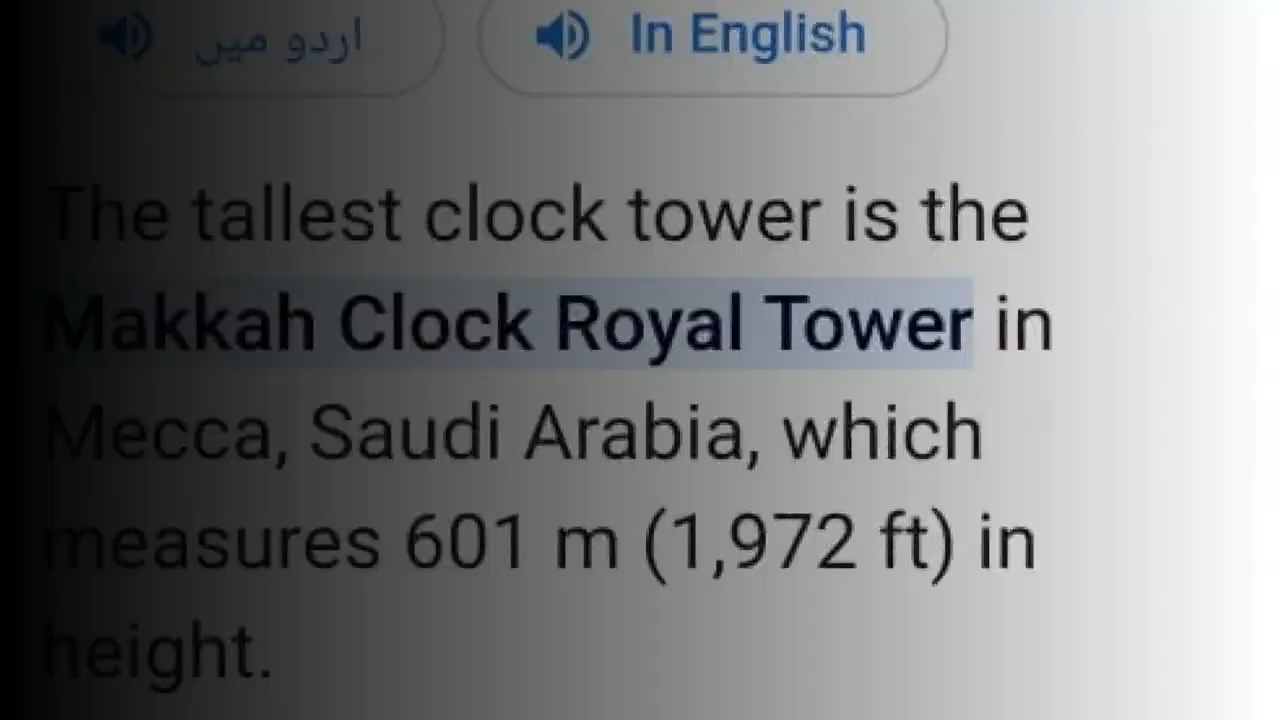 اردو میں
In English
The tallest clock tower is the
Makkah Clock Royal Tower in
Mecca, Saudi Arabia, which
measures 601 m (1,972 ft) in
height.